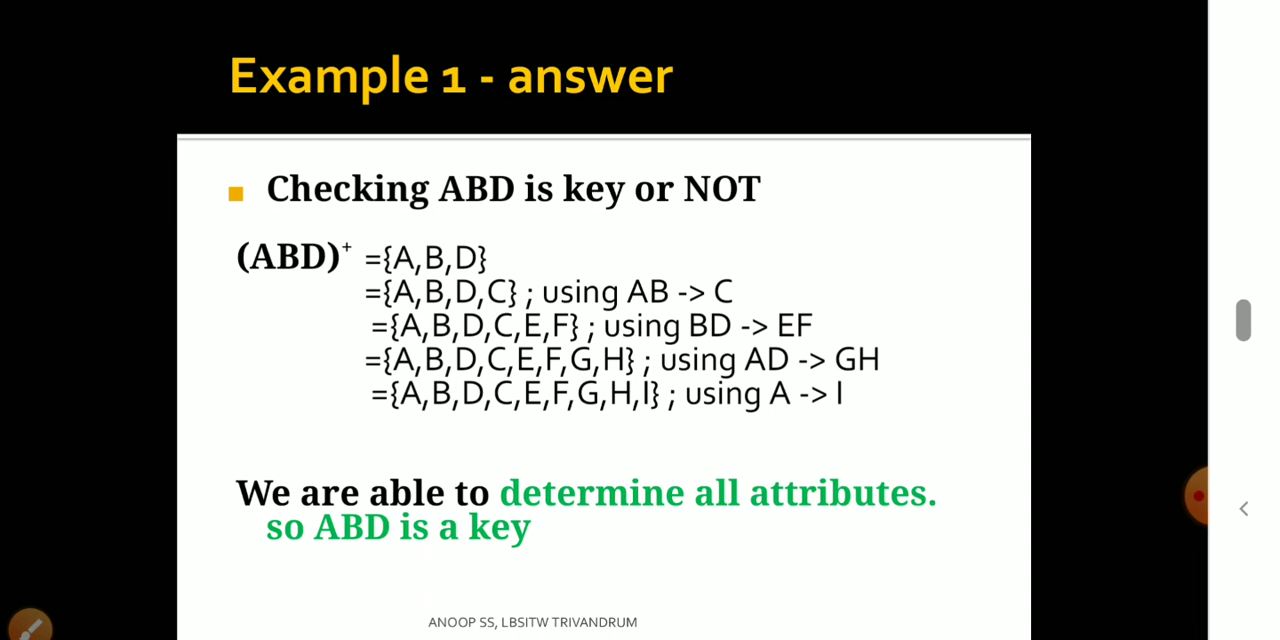 Example 1 - answer
Checking ABD is key or NOT
(ABD)⁺ ={A,B,D}
={A,B,D,C} ; using AB -> C
={A,B,D,C,E,F} ; using BD -> EF
={A,B,D,C,E,F,G,H} ; using AD -> GH
={A,B,D,C,E,F,G,H,I} ; using A -> I
We are able to determine all attributes.
so ABD is a key
ANOOP SS, LBSITW TRIVANDRUM